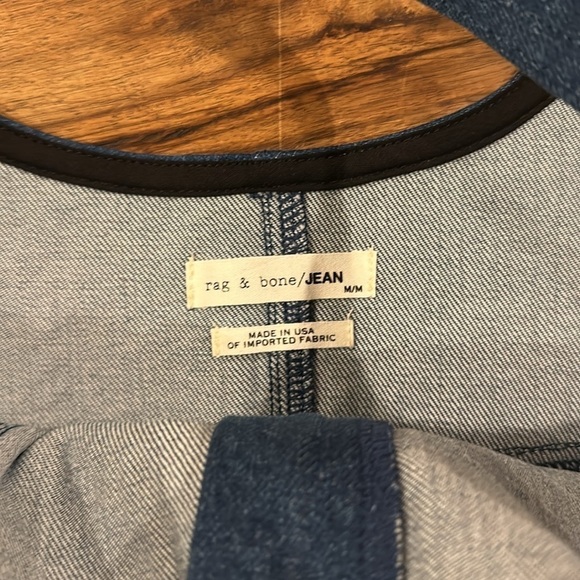 rag & bone/JEAN
M/M
MADE IN USA
OF IMPORTED FABRIC